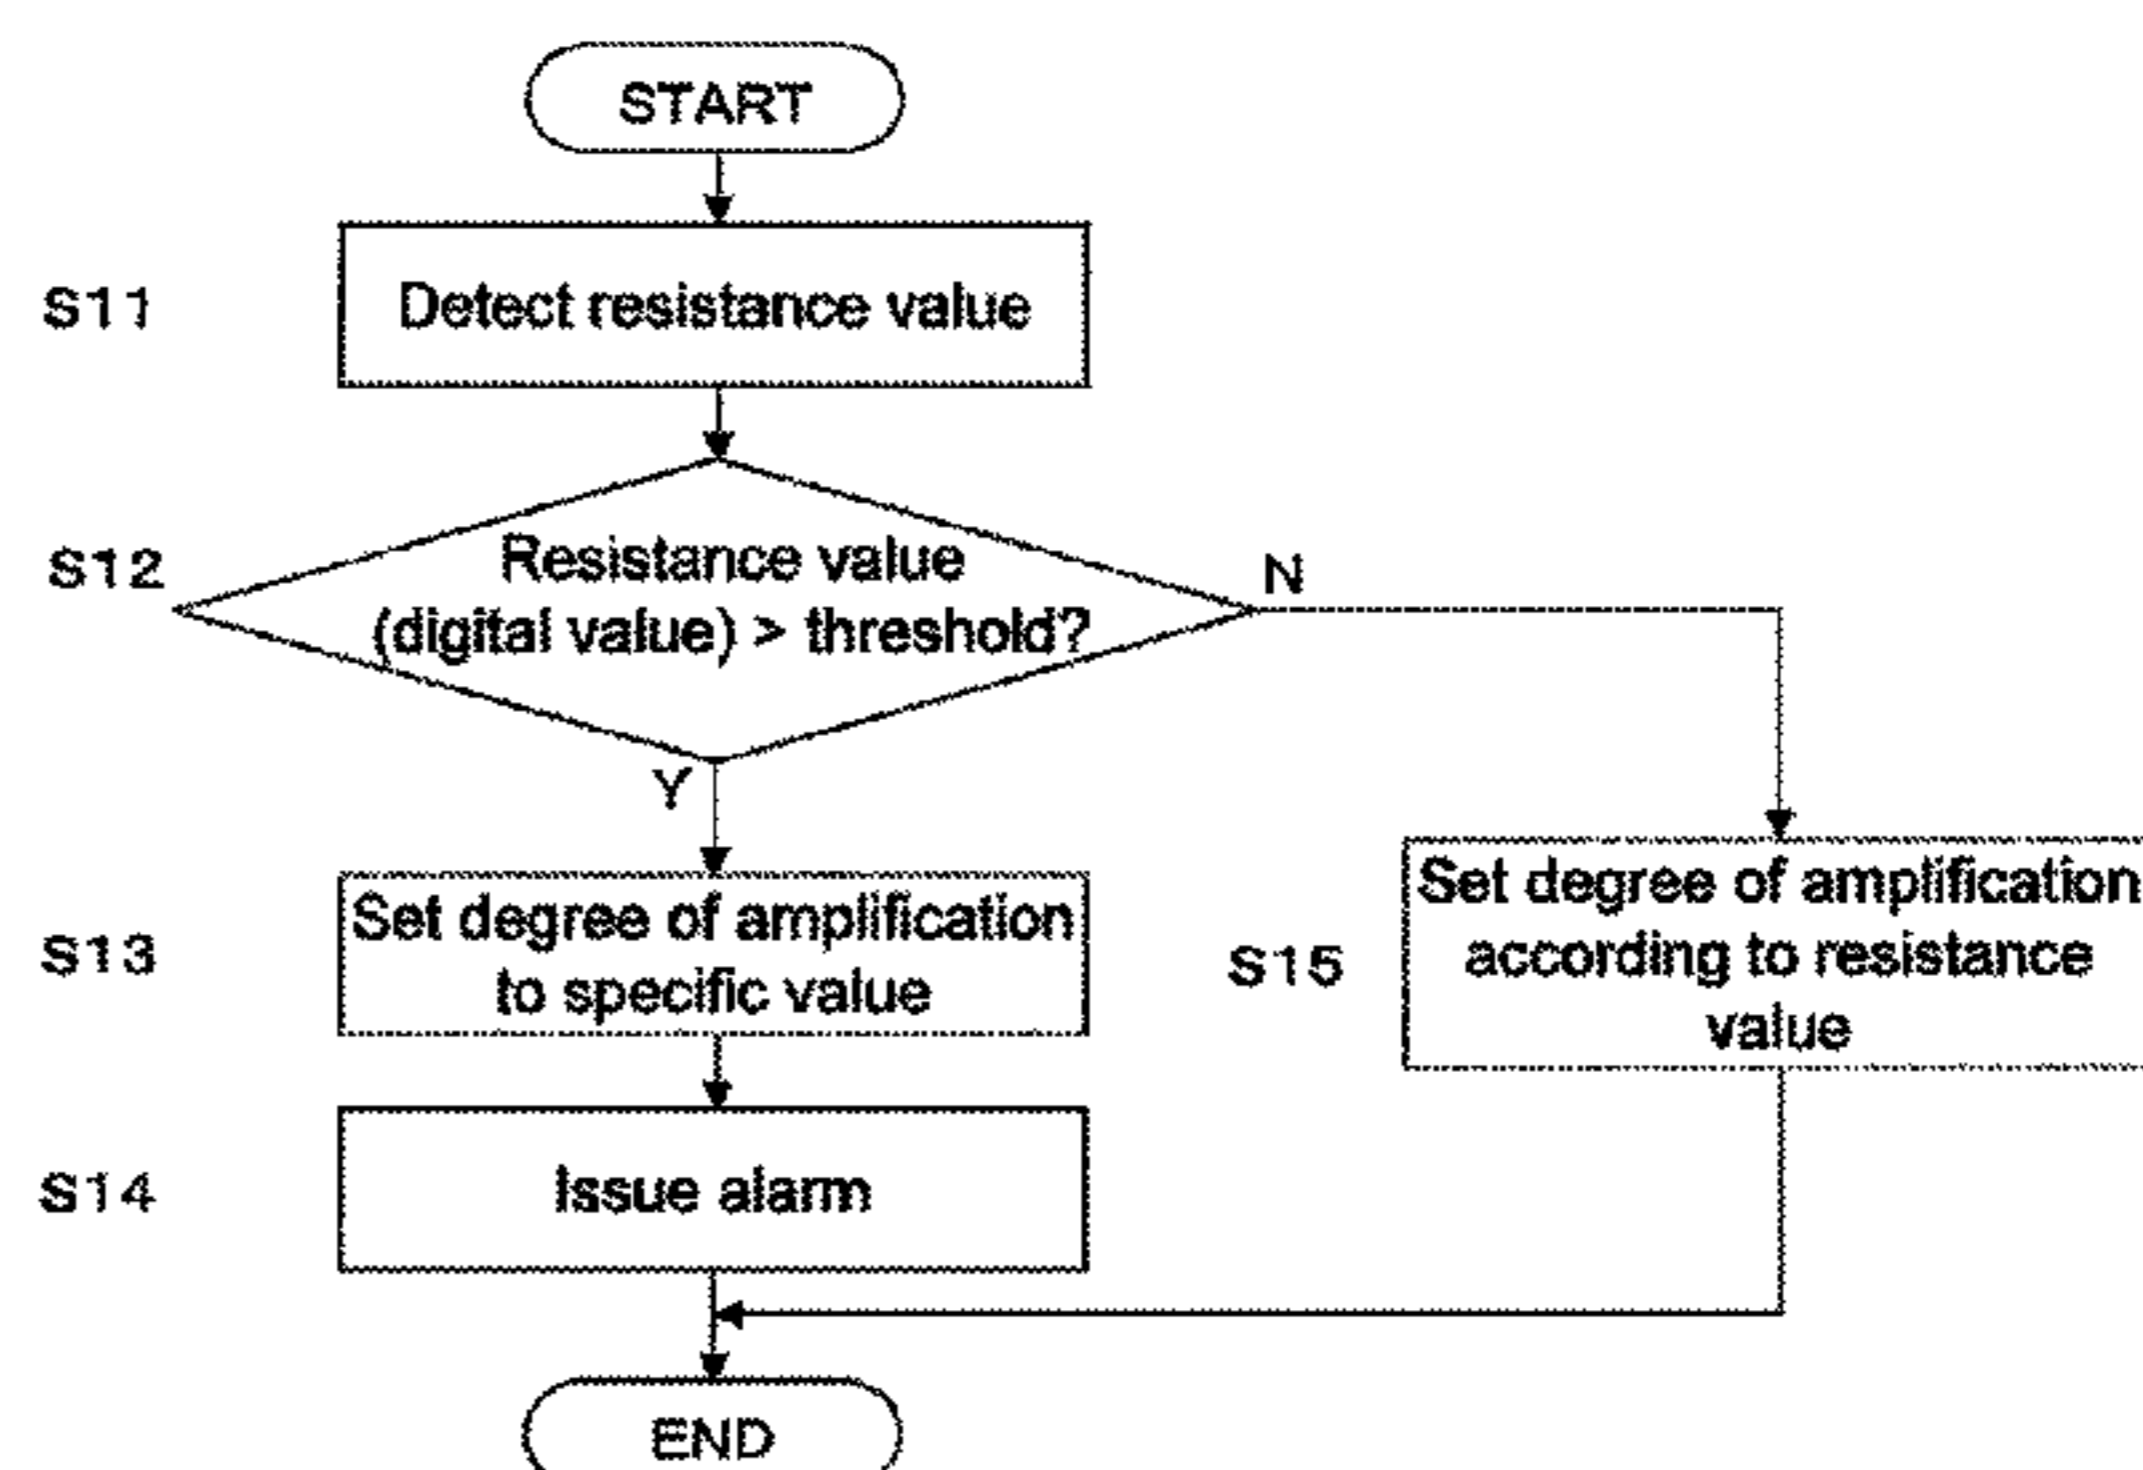 START
S11
Detect resistance value
S12
Resistance value
(digital value) > threshold?
N
Y
S13
Set degree of amplification
to specific value
S15
Set degree of amplification
according to resistance
value
S14
Issue alarm
END